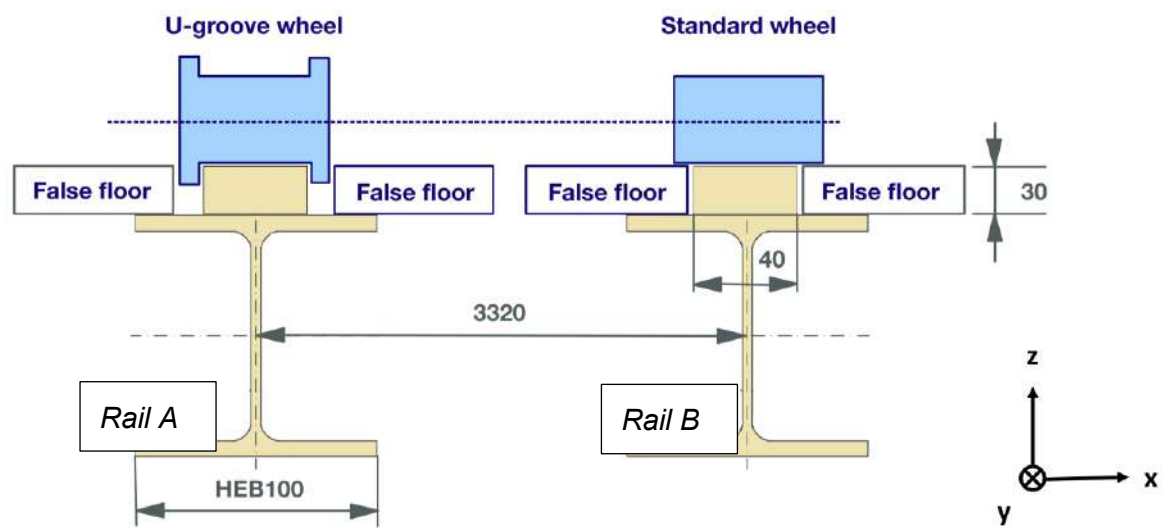 U-groove wheel
Standard wheel
False floor
False floor
False floor
False floor
30
40
3320
Rail A
Rail B
HEB100
z
x
y